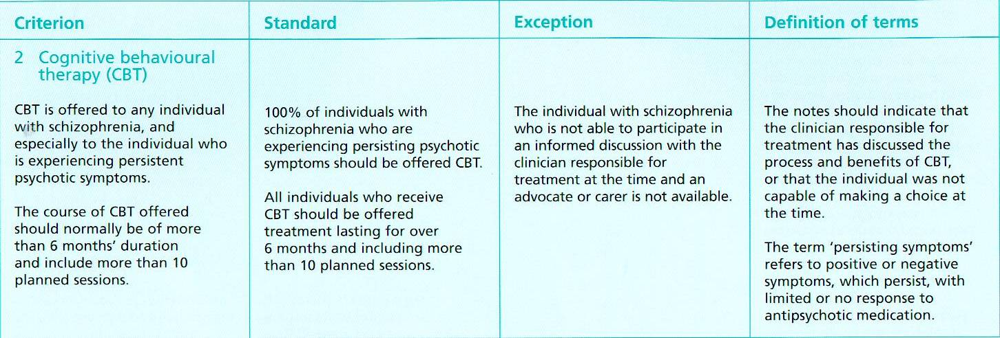 Criterion
Standard
Exception
Definition of terms
2 Cognitive behavioural
therapy (CBT)
CBT is offered to any individual
with schizophrenia, and
especially to the individual who
is experiencing persistent
psychotic symptoms.
The course of CBT offered
should normally be of more
than 6 months’ duration
and include more than 10
planned sessions.
100% of individuals with
schizophrenia who are
experiencing persisting psychotic
symptoms should be offered CBT.
All individuals who receive
CBT should be offered
treatment lasting for over
6 months and including more
than 10 planned sessions.
The individual with schizophrenia
who is not able to participate in
an informed discussion with the
clinician responsible for
treatment at the time and an
advocate or carer is not available.
The notes should indicate that
the clinician responsible for
treatment has discussed the
process and benefits of CBT,
or that the individual was not
capable of making a choice at
the time.
The term ‘persisting symptoms’
refers to positive or negative
symptoms, which persist, with
limited or no response to
antipsychotic medication.